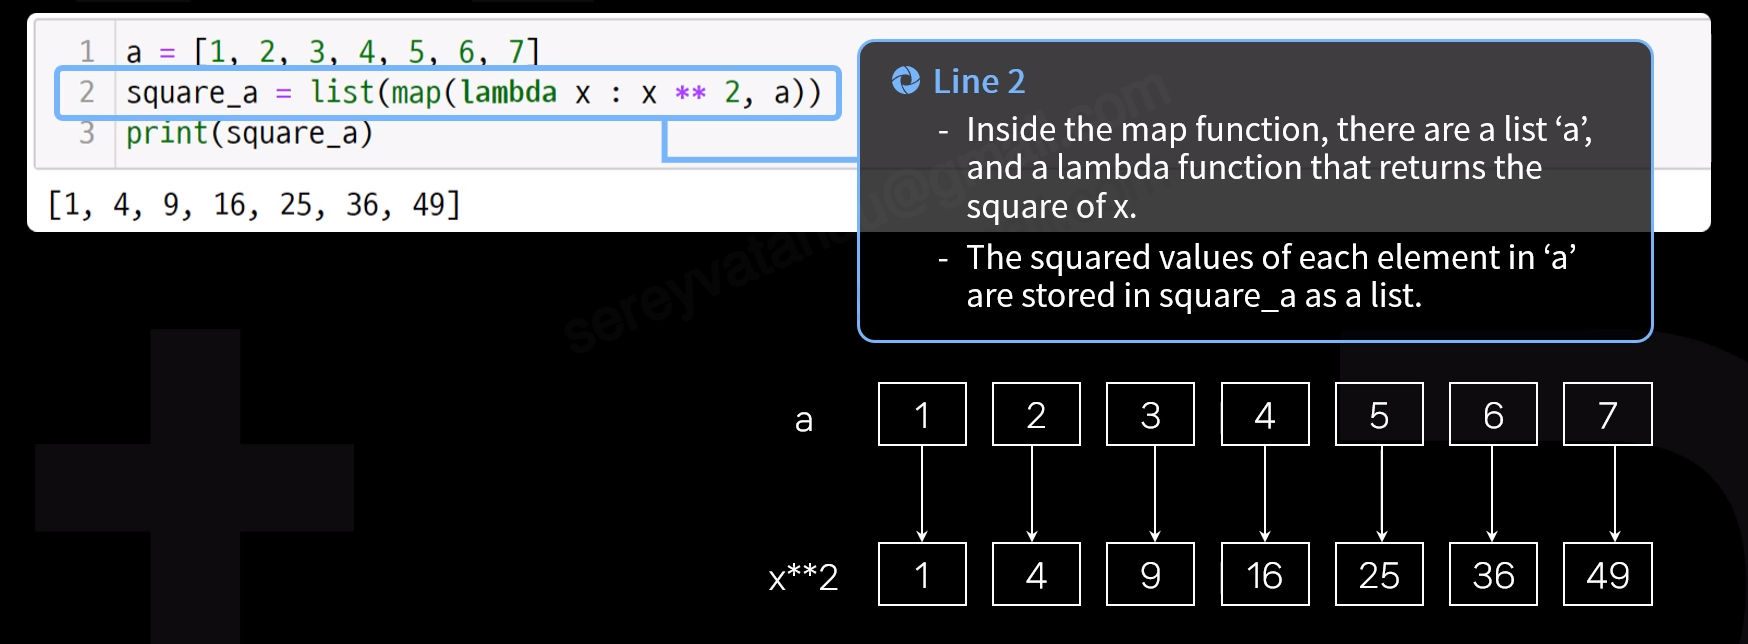 1 a = [1, 2, 3, 4, 5, 6, 7]
2 square_a = list(map(lambda x : x ** 2, a))
3 print(square_a)
[1, 4, 9, 16, 25, 36, 49]
Line 2
- Inside the map function, there are a list ‘a’,
and a lambda function that returns the
square of x.
- The squared values of each element in ‘a’
are stored in square_a as a list.
a 1 2 3 4 5 6 7
x**2 1 4 9 16 25 36 49